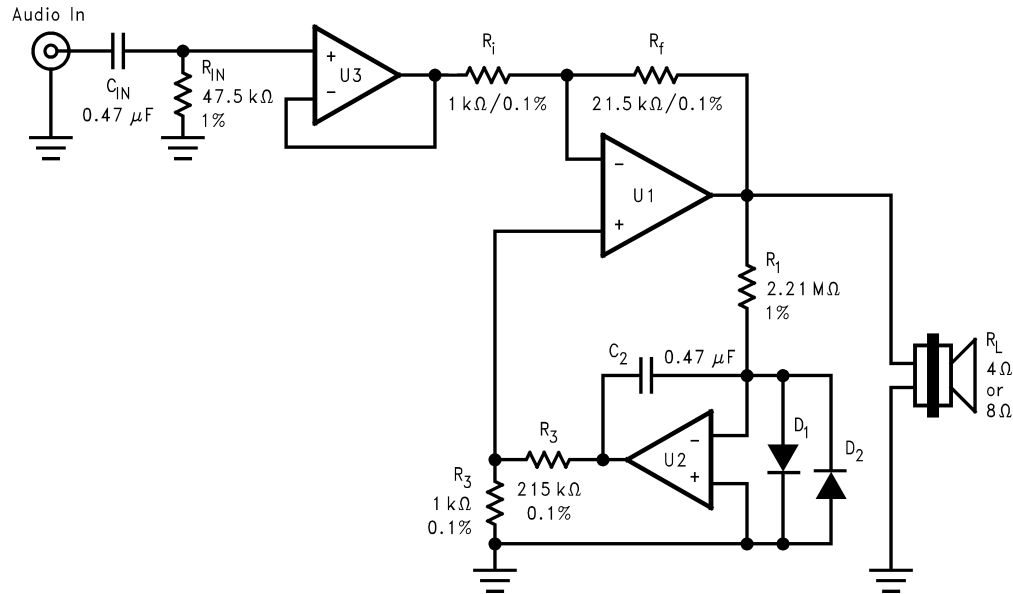 Audio In
C_IN
0.47 μF
R_IN
47.5 kΩ
1%
+
U3
−
R_i
1 kΩ/0.1%
R_f
21.5 kΩ/0.1%
−
U1
+
R_1
2.21 MΩ
1%
R_L
4Ω
or
8Ω
C_2
0.47 μF
R_3
215 kΩ
0.1%
−
U2
+
D_1
D_2
R_3
1 kΩ
0.1%